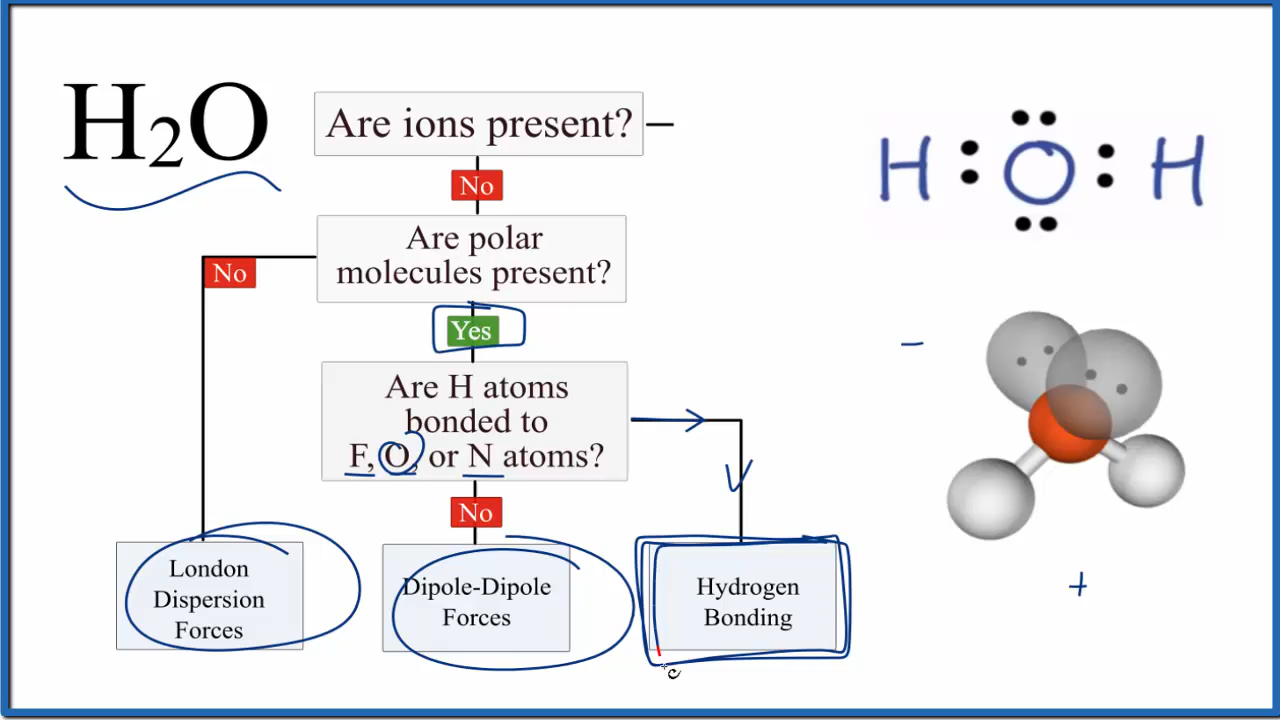 H2O
Are ions present?
No
Are polar
molecules present?
No
Yes
Are H atoms
bonded to
F, O, or N atoms?
No
London
Dispersion
Forces
Dipole-Dipole
Forces
Hydrogen
Bonding
H : O : H
-
+